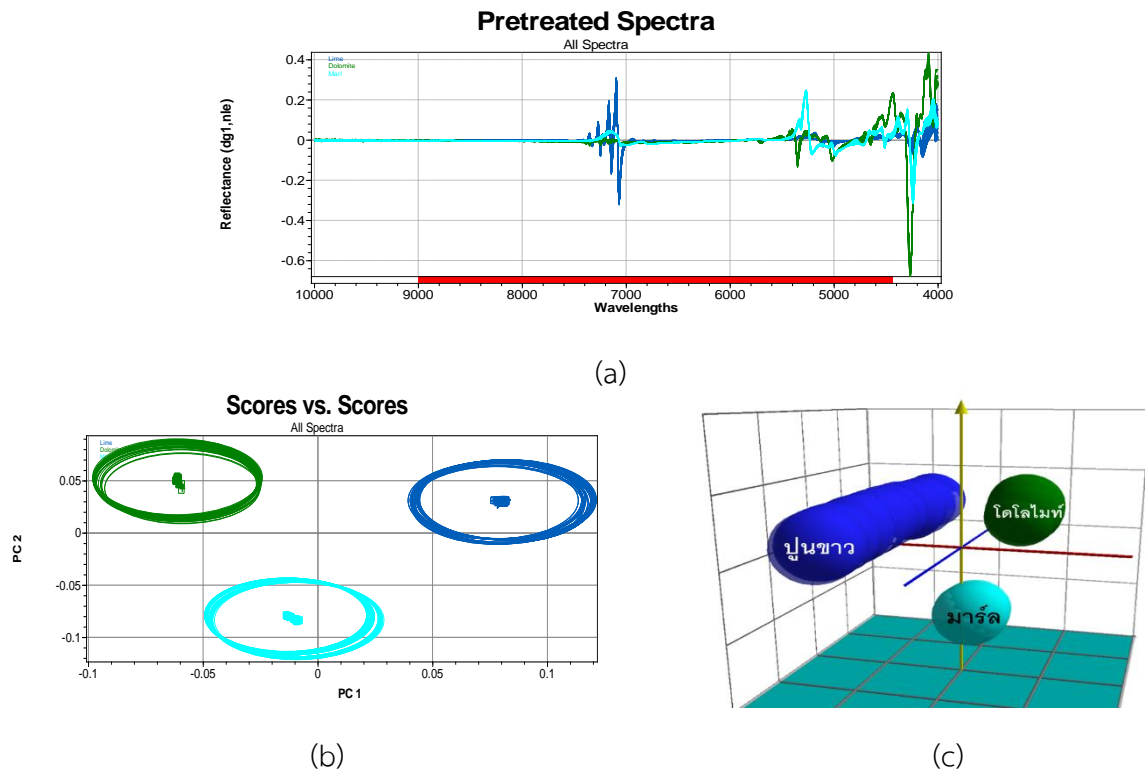 Pretreated Spectra
All Spectra
Lime
Dolomite
Marl
Reflectance (dg1,nle)
0.4
0.2
0
-0.2
-0.4
-0.6
10000 9000 8000 7000 6000 5000 4000
Wavelengths
(a)
Scores vs. Scores
All Spectra
Lime
PC 2
0.05
0
-0.05
-0.1
-0.1 -0.05 0 0.05 0.1
PC 1
(b)
ปูนขาว
โดโลไมท์
มาร์ล
(c)